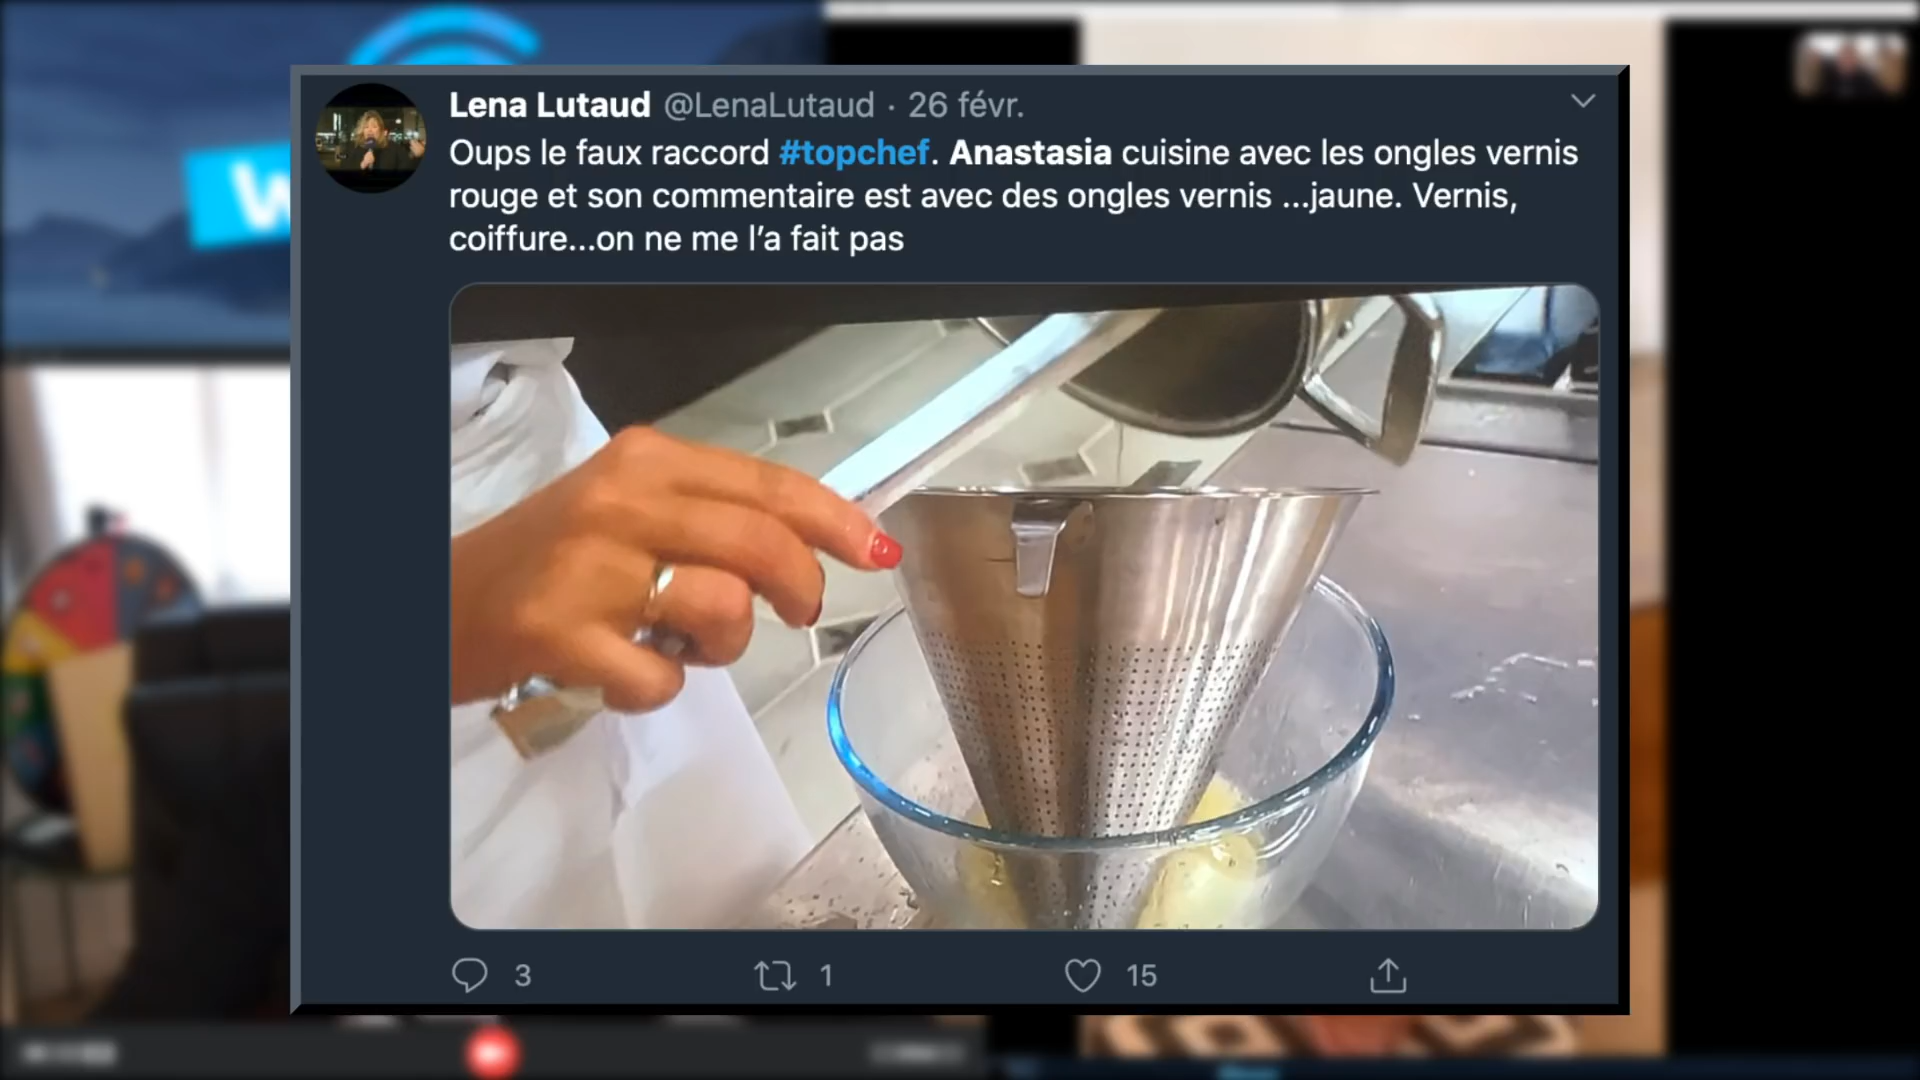 Lena Lutaud @LenaLutaud · 26 févr.
Oups le faux raccord #topchef. Anastasia cuisine avec les ongles vernis
rouge et son commentaire est avec des ongles vernis ...jaune. Vernis,
coiffure...on ne me l’a fait pas
3 1 15